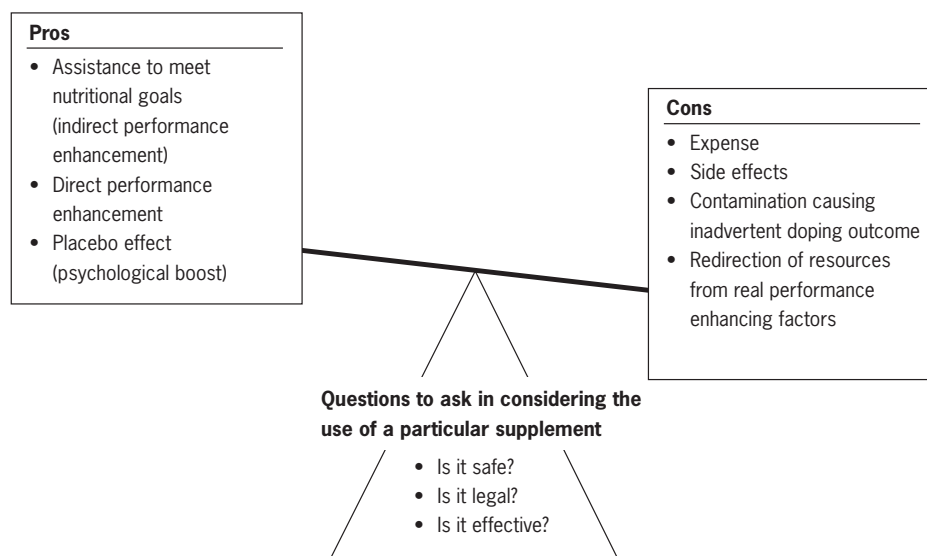 Pros
• Assistance to meet
nutritional goals
(indirect performance
enhancement)
• Direct performance
enhancement
• Placebo effect
(psychological boost)
Cons
• Expense
• Side effects
• Contamination causing
inadvertent doping outcome
• Redirection of resources
from real performance
enhancing factors
Questions to ask in considering the
use of a particular supplement
• Is it safe?
• Is it legal?
• Is it effective?